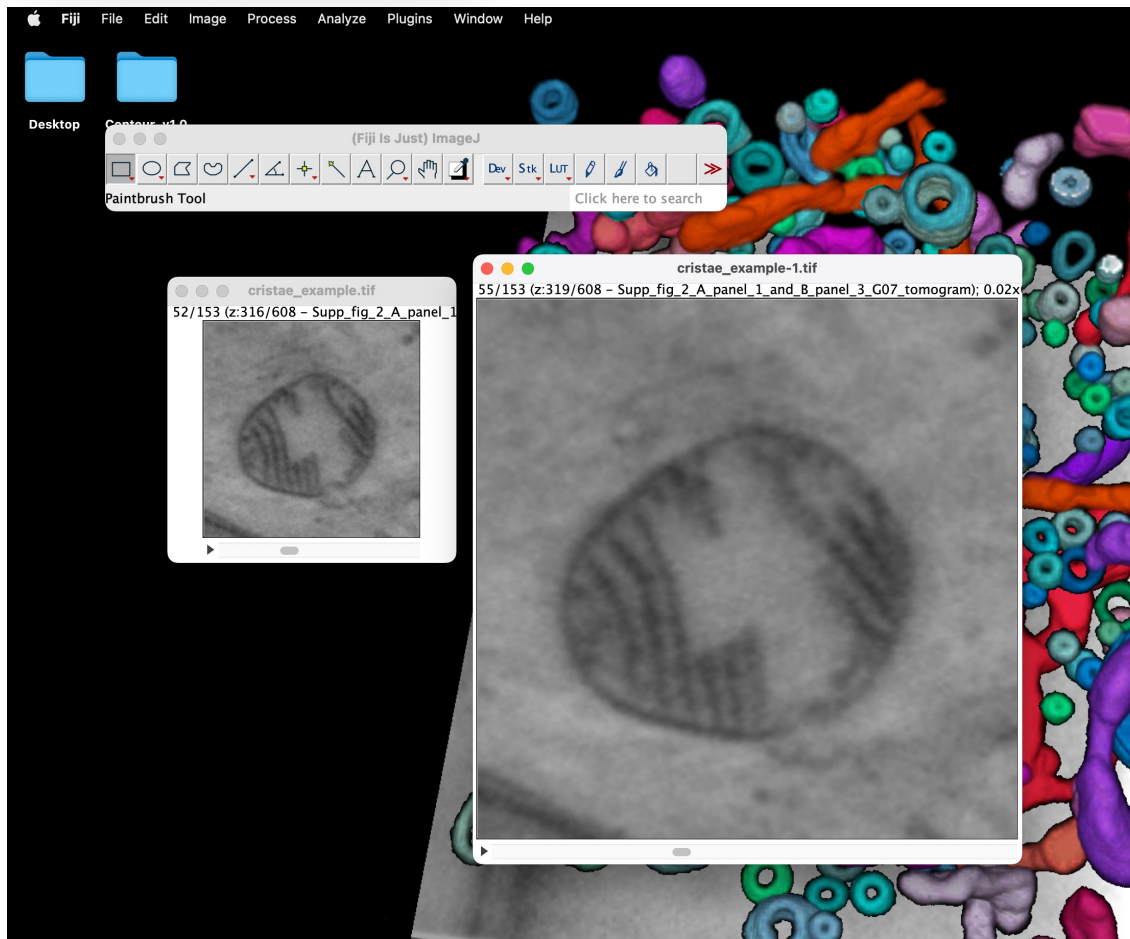 Fiji File Edit Image Process Analyze Plugins Window Help
Desktop
Contour_v1.0
(Fiji Is Just) ImageJ
A Dev Stk LUT
Paintbrush Tool
Click here to search
cristae_example.tif
52/153 (z:316/608 - Supp_fig_2_A_panel_1
cristae_example-1.tif
55/153 (z:319/608 - Supp_fig_2_A_panel_1_and_B_panel_3_G07_tomogram); 0.02x